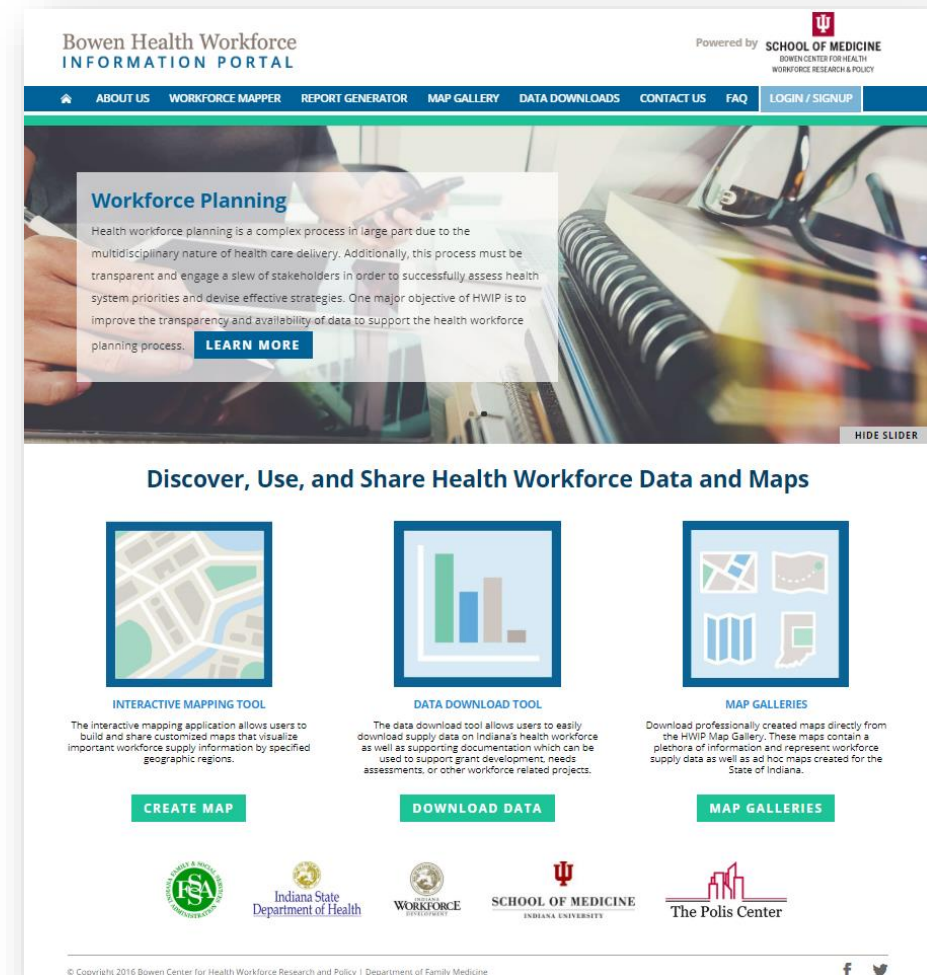 Bowen Health Workforce
INFORMATION PORTAL
Powered by
SCHOOL OF MEDICINE
BOWEN CENTER FOR HEALTH
WORKFORCE RESEARCH & POLICY
ABOUT US WORKFORCE MAPPER REPORT GENERATOR MAP GALLERY DATA DOWNLOADS CONTACT US FAQ LOGIN / SIGNUP
Workforce Planning
Health workforce planning is a complex process in large part due to the
multidisciplinary nature of health care delivery. Additionally, this process must be
transparent and engage a slew of stakeholders in order to successfully assess health
system priorities and devise effective strategies. One major objective of HWIP is to
improve the transparency and availability of data to support the health workforce
planning process. LEARN MORE
HIDE SLIDER
Discover, Use, and Share Health Workforce Data and Maps
INTERACTIVE MAPPING TOOL
The interactive mapping application allows users to
build and share customized maps that visualize
important workforce supply information by specified
geographic regions.
CREATE MAP
DATA DOWNLOAD TOOL
The data download tool allows users to easily
download supply data on Indiana's health workforce
as well as supporting documentation which can be
used to support grant development, needs
assessments, or other workforce related projects.
DOWNLOAD DATA
MAP GALLERIES
Download professionally created maps directly from
the HWIP Map Gallery. These maps contain a
plethora of information and represent workforce
supply data as well as ad hoc maps created for the
State of Indiana.
MAP GALLERIES
INDIANA FAMILY & SOCIAL SERVICES ADMINISTRATION
FSSA
Indiana State
Department of Health
INDIANA
WORKFORCE
DEVELOPMENT
SCHOOL OF MEDICINE
INDIANA UNIVERSITY
The Polis Center
© Copyright 2016 Bowen Center for Health Workforce Research and Policy | Department of Family Medicine